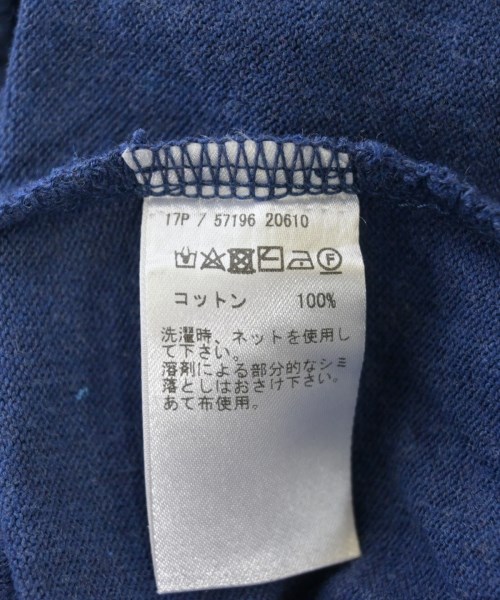 17P / 57196 20610
F
コットン 100%
洗濯時、ネットを使用し
て下さい。
溶剤による部分的なシミ
落としはおさけ下さい。
あて布使用。